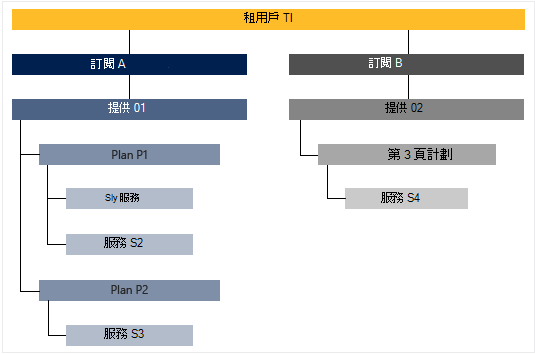 租用戶 TI
訂閱 A
訂閱 B
提供 01
提供 02
Plan P1
第 3 頁計劃
Sly 服務
服務 S4
服務 S2
Plan P2
服務 S3